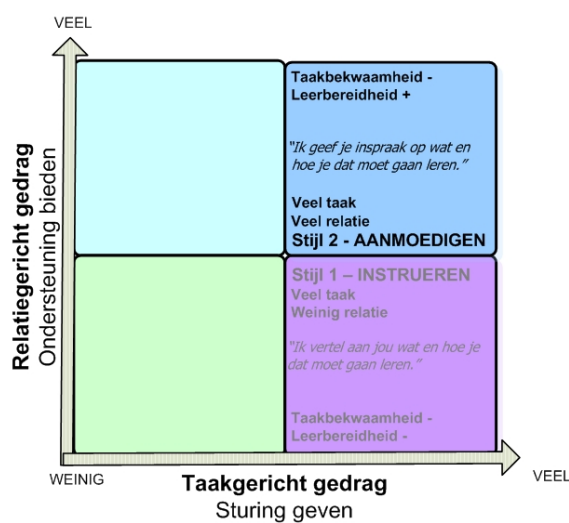 VEEL
Relatiegericht gedrag
Ondersteuning bieden
Taakbekwaamheid -
Leerbereidheid +
"Ik geef je inspraak op wat en
hoe je dat moet gaan leren."
Veel taak
Veel relatie
Stijl 2 - AANMOEDIGEN
Stijl 1 – INSTRUEREN
Veel taak
Weinig relatie
"Ik vertel aan jou wat en hoe je
dat moet gaan leren."
Taakbekwaamheid -
Leerbereidheid -
WEINIG
Taakgericht gedrag
Sturing geven
VEEL